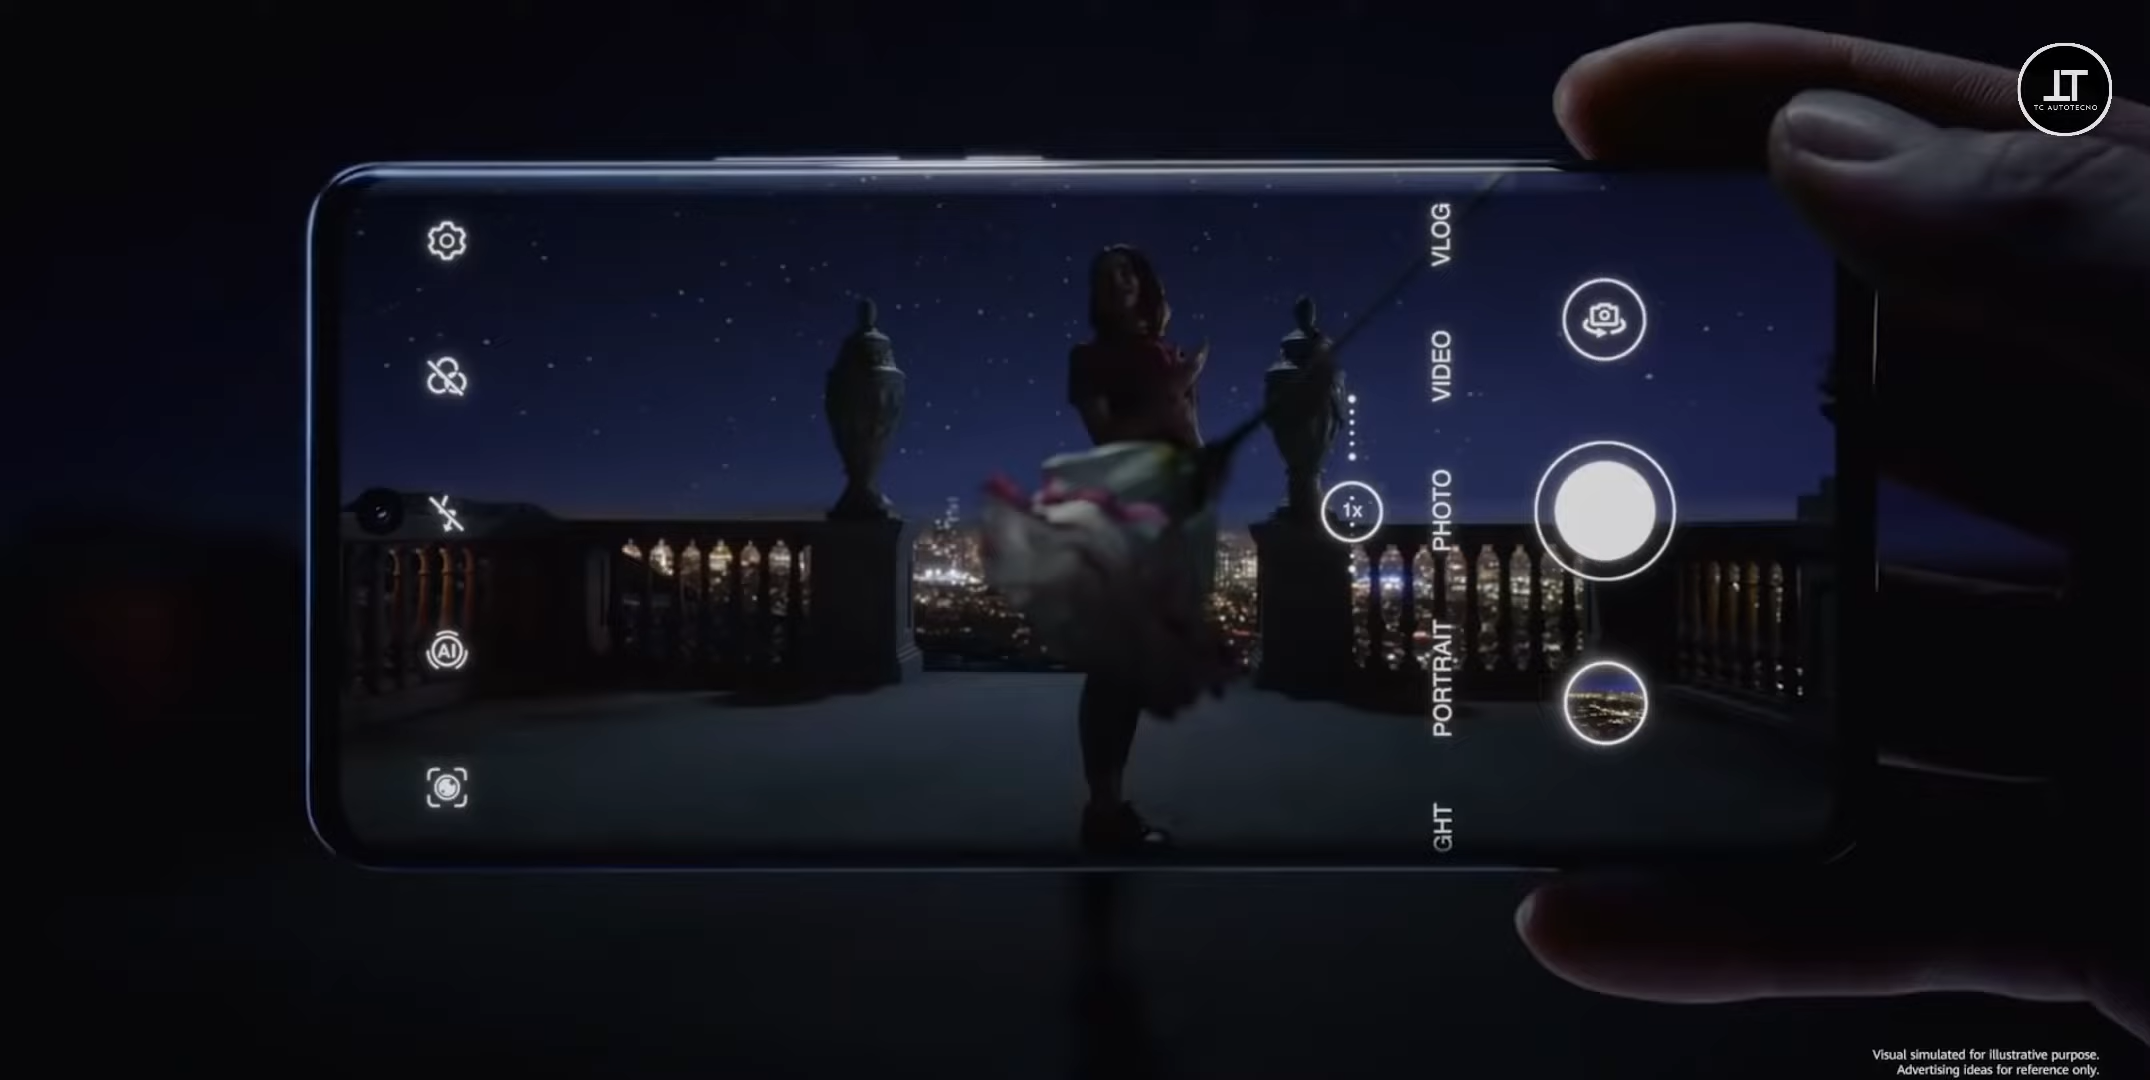 TC AUTOTECNO
VLOG
VIDEO
1x
PHOTO
PORTRAIT
GHT
AI
Visual simulated for illustrative purpose.
Advertising ideas for reference only.